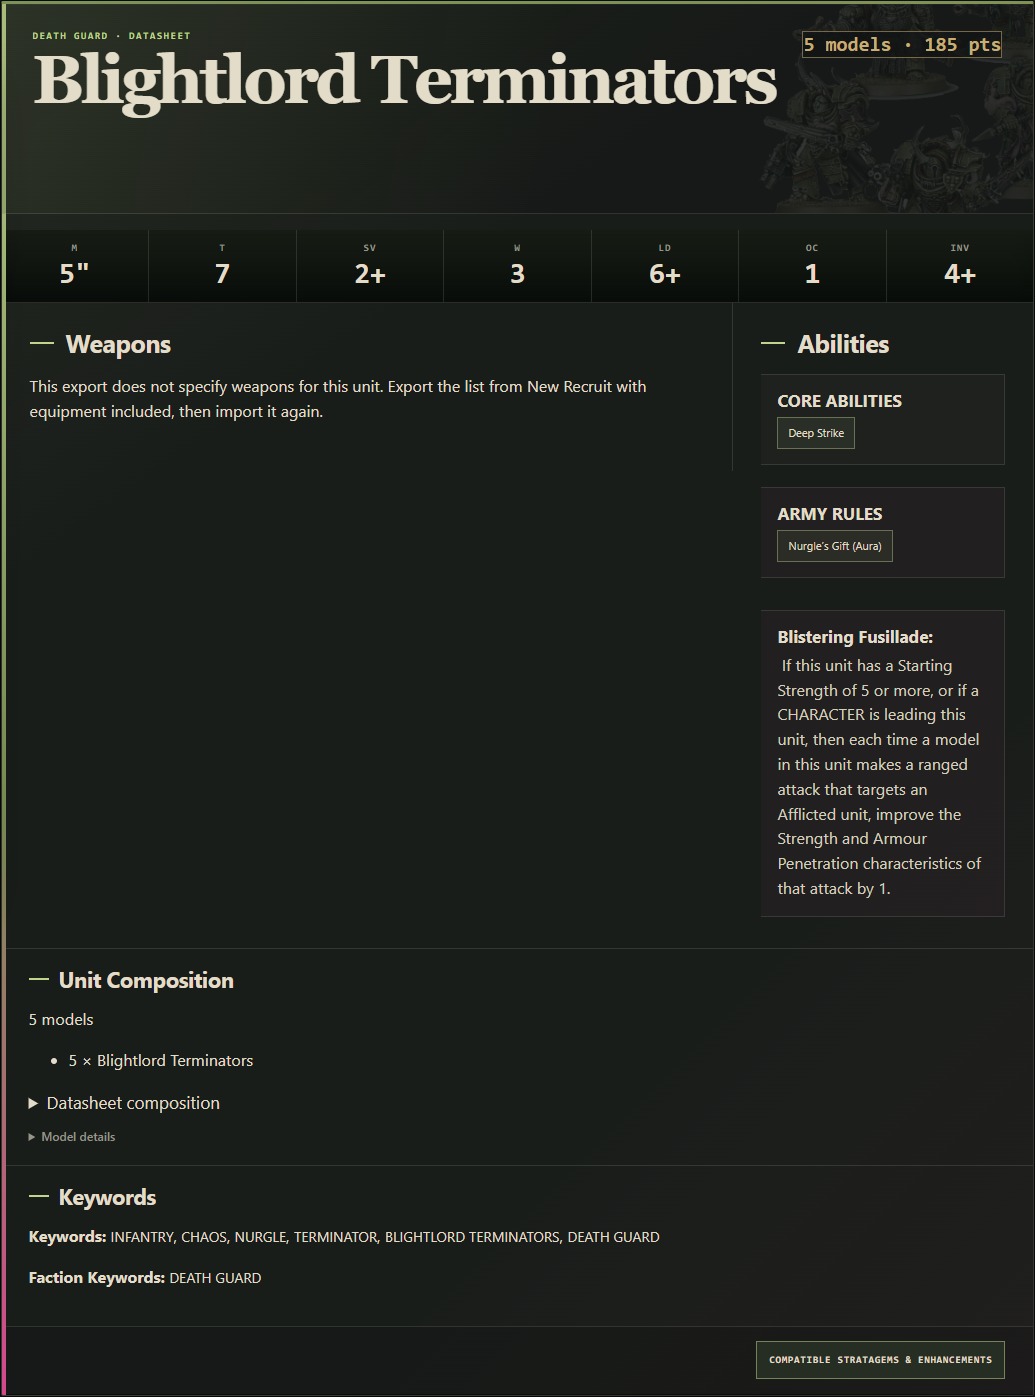 DEATH GUARD · DATASHEET
Blightlord Terminators
5 models · 185 pts
M
5"
T
7
SV
2+
W
3
LD
6+
OC
1
INV
4+
Weapons
This export does not specify weapons for this unit. Export the list from New Recruit with
equipment included, then import it again.
Abilities
CORE ABILITIES
Deep Strike
ARMY RULES
Nurgle's Gift (Aura)
Blistering Fusillade:
If this unit has a Starting
Strength of 5 or more, or if a
CHARACTER is leading this
unit, then each time a model
in this unit makes a ranged
attack that targets an
Afflicted unit, improve the
Strength and Armour
Penetration characteristics of
that attack by 1.
Unit Composition
5 models
• 5 × Blightlord Terminators
▶ Datasheet composition
▶ Model details
Keywords
Keywords: INFANTRY, CHAOS, NURGLE, TERMINATOR, BLIGHTLORD TERMINATORS, DEATH GUARD
Faction Keywords: DEATH GUARD
COMPATIBLE STRATAGEMS & ENHANCEMENTS